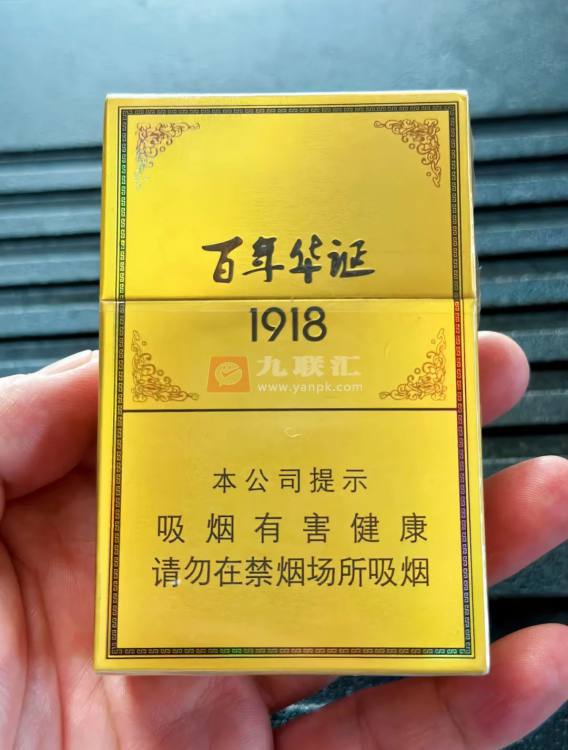 百年华证
1918
九联汇
www.yanpk.com
本公司提示
吸烟有害健康
请勿在禁烟场所吸烟